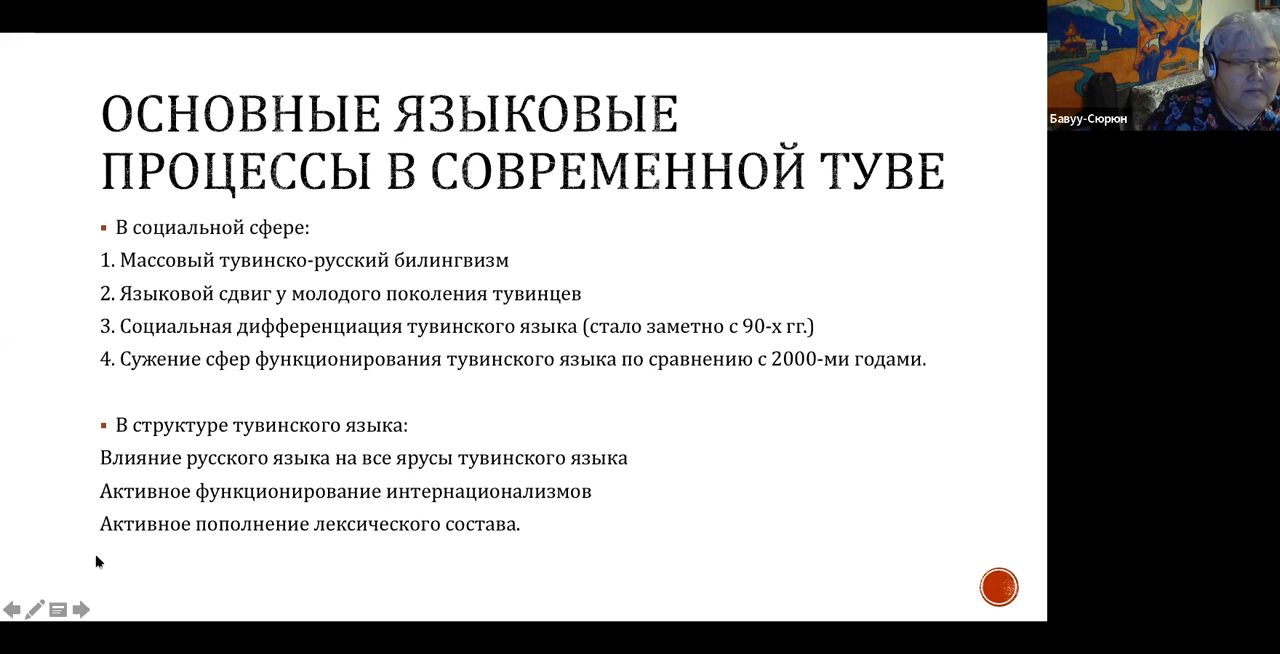 ОСНОВНЫЕ ЯЗЫКОВЫЕ
ПРОЦЕССЫ В СОВРЕМЕННОЙ ТУВЕ
В социальной сфере:
1. Массовый тувинско-русский билингвизм
2. Языковой сдвиг у молодого поколения тувинцев
3. Социальная дифференциация тувинского языка (стало заметно с 90-х гг.)
4. Сужение сфер функционирования тувинского языка по сравнению с 2000-ми годами.
В структуре тувинского языка:
Влияние русского языка на все ярусы тувинского языка
Активное функционирование интернационализмов
Активное пополнение лексического состава.
Бавуу-Сюрюн